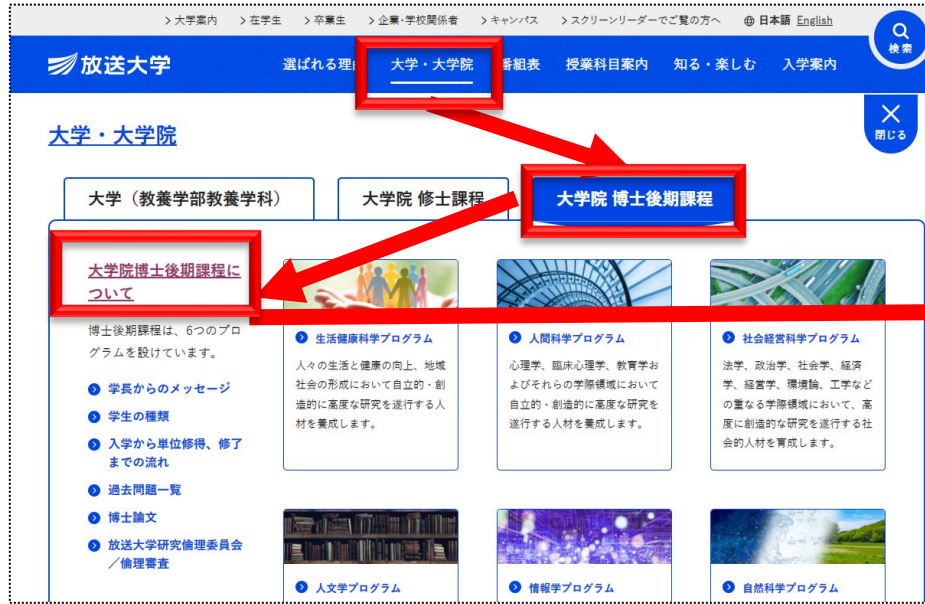 >大学案内 >在学生 >卒業生 >企業・学校関係者 >キャンパス >スクリーンリーダーでご覧の方へ 日本語 English
検索
放送大学 選ばれる理 大学・大学院 番組表 授業科目案内 知る・楽しむ 入学案内
閉じる
大学・大学院
大学（教養学部教養学科） 大学院 修士課程 大学院 博士後期課程
大学院博士後期課程に
ついて
博士後期課程は、6つのプロ
グラムを設けています。
学長からのメッセージ
学生の種類
入学から単位修得、修了
までの流れ
過去問題一覧
博士論文
放送大学研究倫理委員会
／倫理審査
生活健康科学プログラム
人々の生活と健康の向上、地域
社会の形成において自立的・創
造的に高度な研究を遂行する人
材を養成します。
人間科学プログラム
心理学、臨床心理学、教育学お
よびそれらの学際領域において
自立的・創造的に高度な研究を
遂行する人材を養成します。
社会経営科学プログラム
法学、政治学、社会学、経済
学、経営学、環境論、工学など
の重なる学際領域において、高
度に創造的な研究を遂行する社
会的人材を育成します。
人文学プログラム
情報学プログラム
自然科学プログラム